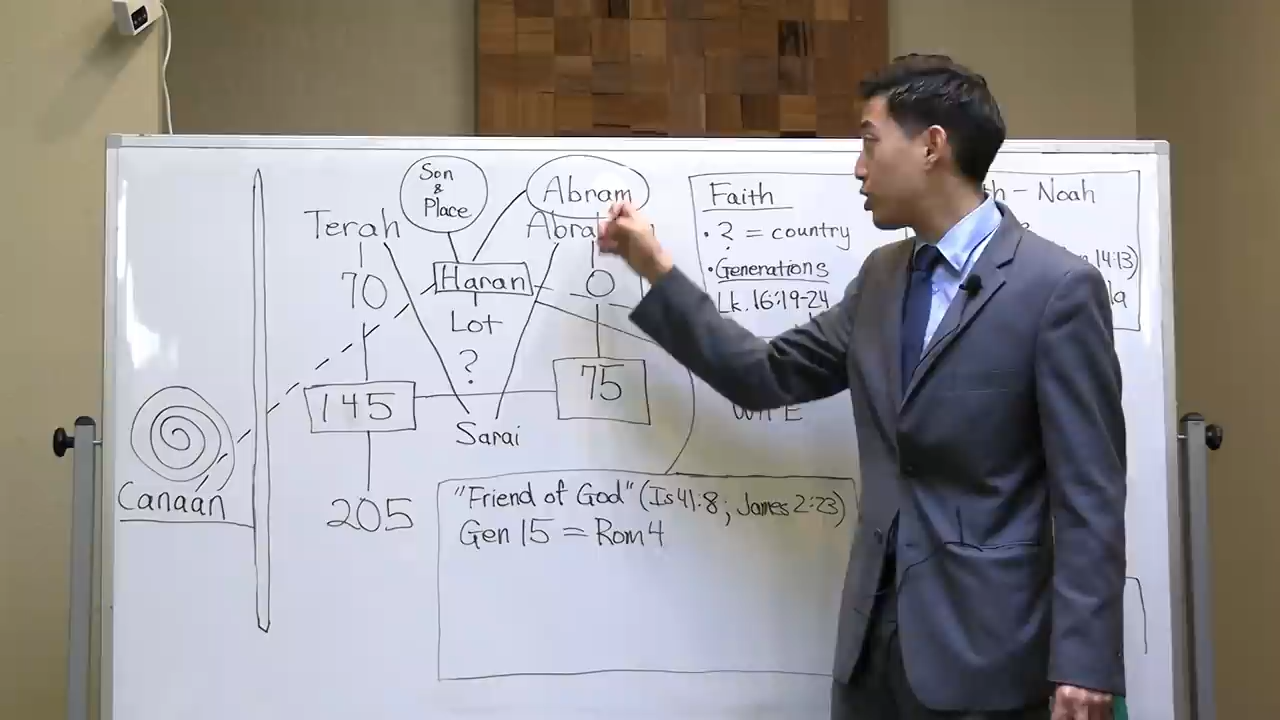 Son
&
Place
Abram
Terah
Abra
70
Haran
0
Lot
?
145
75
Sarai
Canaan
205
Faith
? = country
Generations
Lk. 16:19-24
Noah
14:13)
WIFE
"Friend of God" (Is 41:8; James 2:23)
Gen 15 = Rom 4